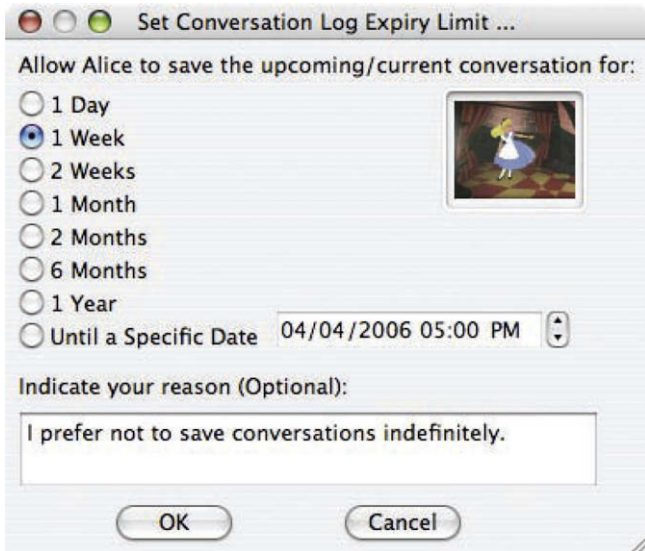 Set Conversation Log Expiry Limit ...
Allow Alice to save the upcoming/current conversation for:
1 Day
1 Week
2 Weeks
1 Month
2 Months
6 Months
1 Year
Until a Specific Date 04/04/2006 05:00 PM
Indicate your reason (Optional):
I prefer not to save conversations indefinitely.
OK Cancel